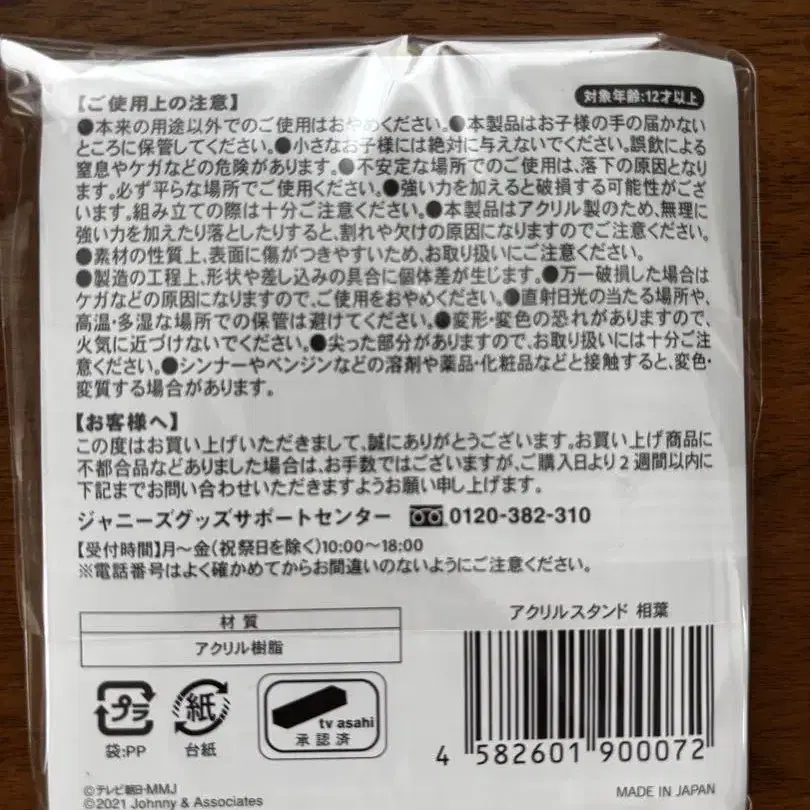 【ご使用上の注意】
対象年齢:12才以上
●本来の用途以外でのご使用はおやめください。●本製品はお子様の手の届かない
ところに保管してください。●小さなお子様には絶対に与えないでください。誤飲による
窒息やケガなどの危険があります。●不安定な場所でのご使用は、落下の原因となり
ます。必ず平らな場所でご使用ください。●強い力を加えると破損する可能性がござ
います。組み立ての際は十分ご注意ください。●本製品はアクリル製のため、無理に
強い力を加えたり落としたりすると、割れや欠けの原因になりますのでご注意ください。
●素材の性質上、表面に傷がつきやすいため、お取り扱いにご注意ください。
●製造の工程上、形状や差し込みの具合に個体差が生じます。●万一破損した場合は
ケガなどの原因になりますので、ご使用をおやめください。●直射日光の当たる場所や、
高温・多湿な場所での保管は避けてください。●変形・変色の恐れがありますので、
火気に近づけないでください。●尖った部分がありますので、お取り扱いには十分ご注
意ください。●シンナーやベンジンなどの溶剤や薬品・化粧品などと接触すると、変色・
変質する場合があります。
【お客様へ】
この度はお買い上げいただきまして、誠にありがとうございます。お買い上げ商品に
不都合品などありました場合は、お手数ではございますが、ご購入日より2週間以内に
下記までお問い合わせいただきますようお願い申し上げます。
ジャニーズグッズサポートセンター 0120-382-310
【受付時間】月～金(祝祭日を除く)10:00～18:00
※電話番号はよく確かめてからお間違いのないようにご注意ください。
材質
アクリル樹脂
アクリルスタンド 相葉
プラ
袋:PP
紙
台紙
tv asahi
承認済
4 582601 900072
©テレビ朝日・MMJ
©2021 Johnny & Associates
MADE IN JAPAN